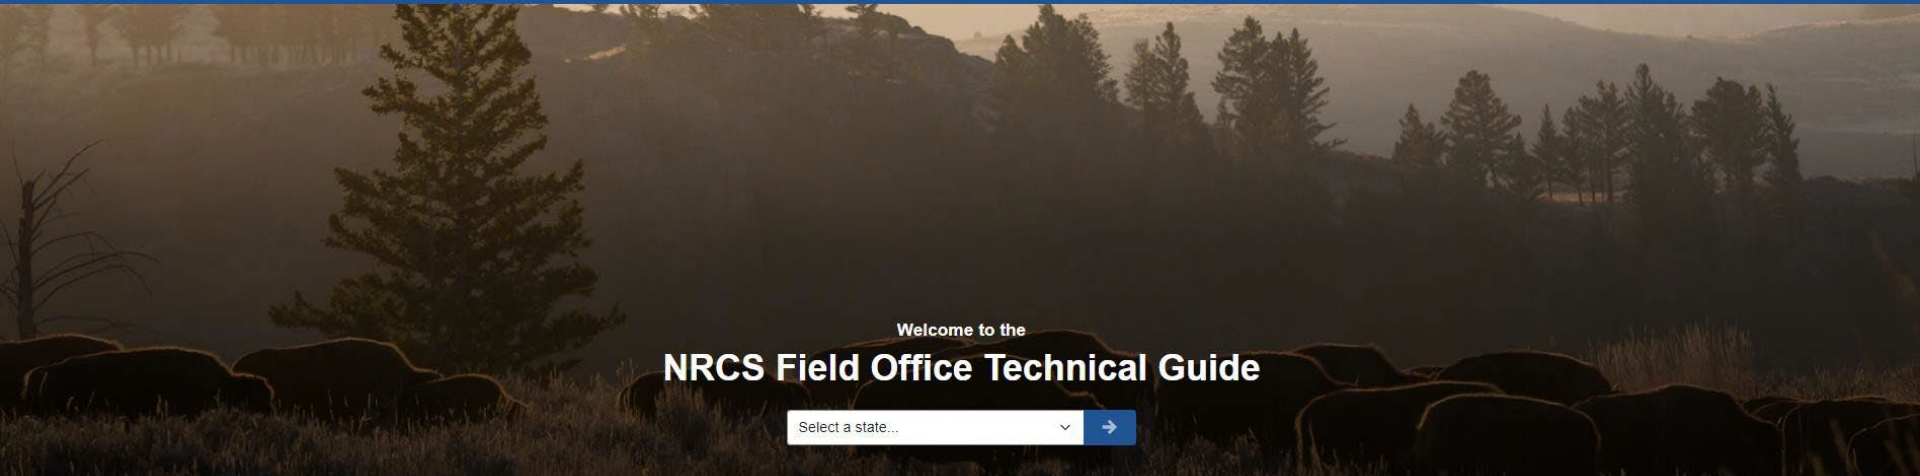 Welcome to the
NRCS Field Office Technical Guide
Select a state...